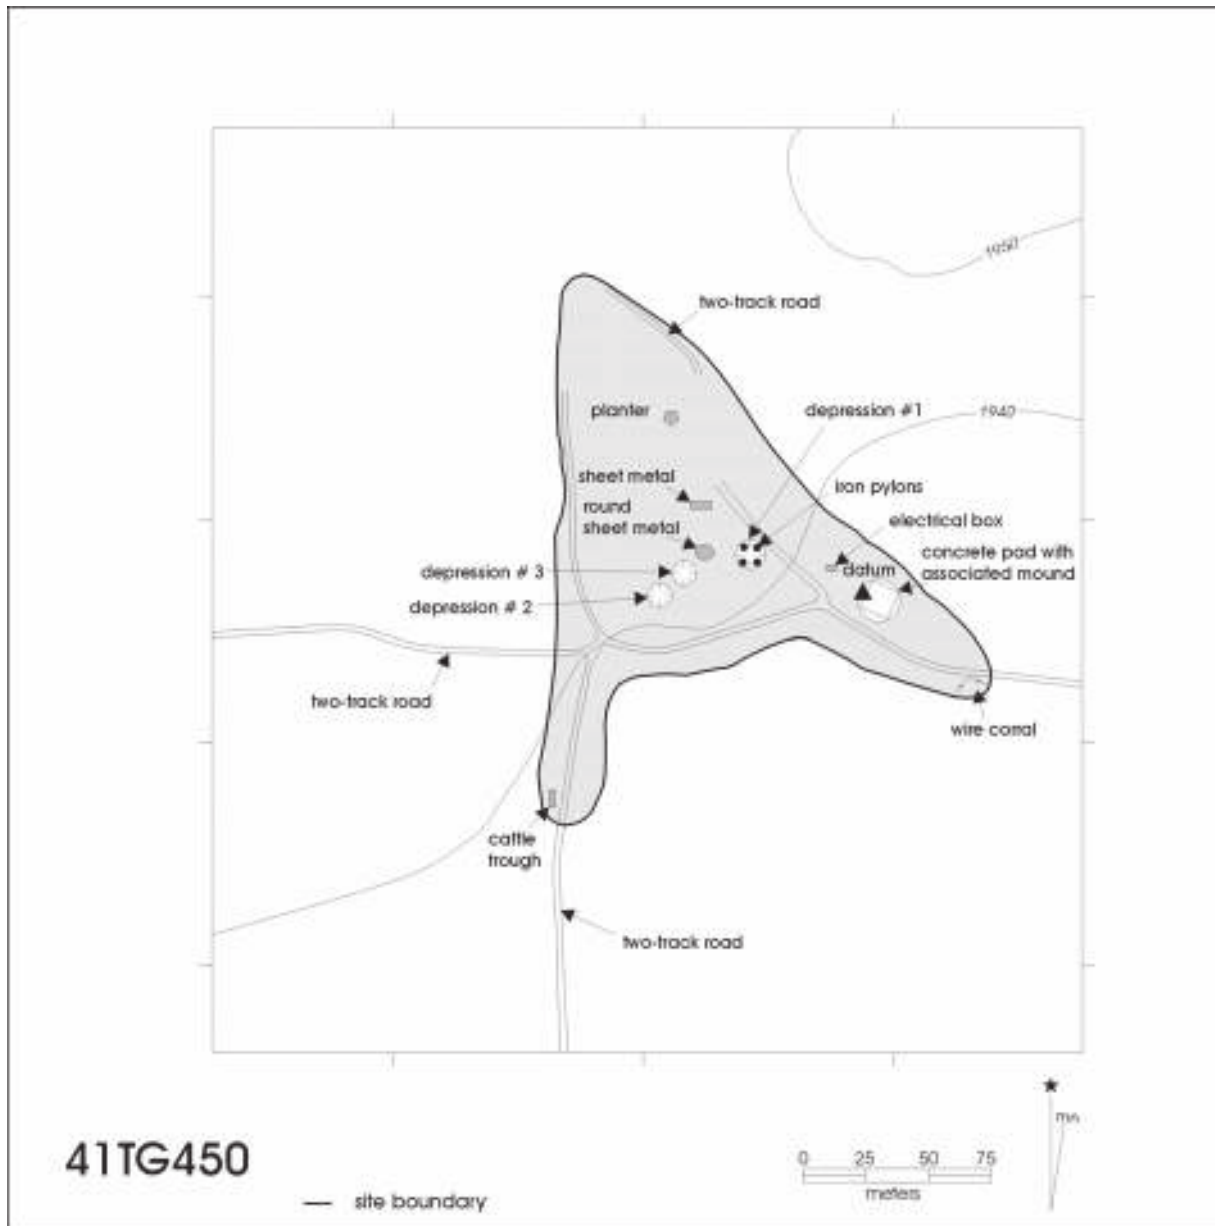 1950
two-track road
planter
depression #1
1940
sheet metal
iron pylons
round
sheet metal
electrical box
concrete pad with
associated mound
datum
depression # 3
depression # 2
two-track road
wire corral
cattle
trough
two-track road
mn
41TG450
0 25 50 75
meters
site boundary